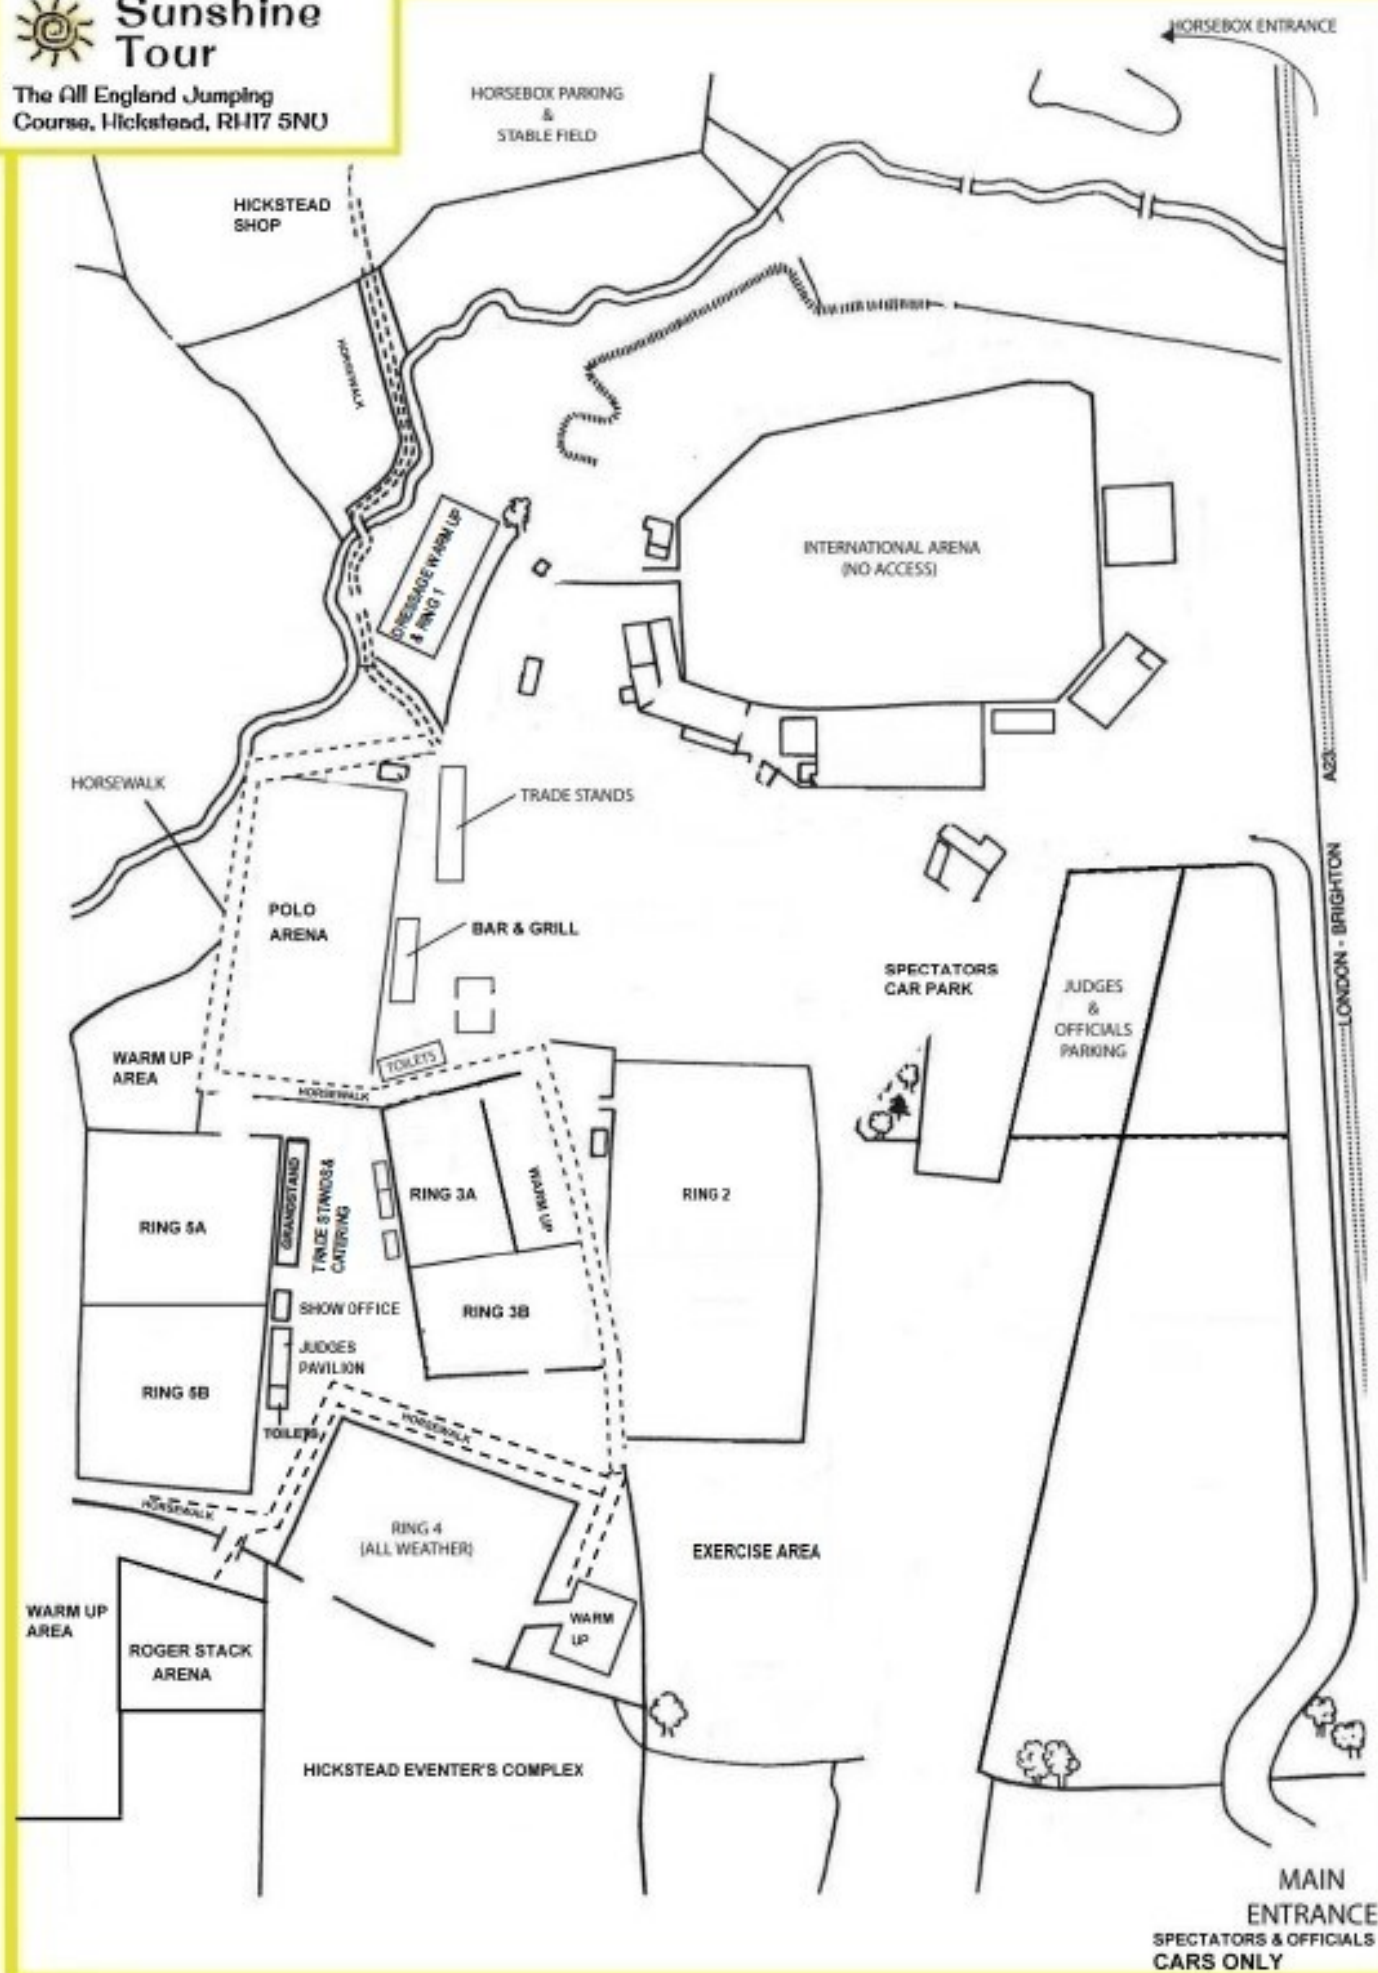 Sunshine
Tour
The All England Jumping
Course, Hickstead, RH17 5NU
HORSEBOX ENTRANCE
HORSEBOX PARKING
&
STABLE FIELD
HICKSTEAD
SHOP
HORSEWALK
DRESSAGE WARM UP
& RING 1
INTERNATIONAL ARENA
(NO ACCESS)
A23
LONDON - BRIGHTON
HORSEWALK
TRADE STANDS
POLO
ARENA
BAR & GRILL
SPECTATORS
CAR PARK
JUDGES
&
OFFICIALS
PARKING
WARM UP
AREA
TOILETS
HORSEWALK
GRANDSTAND
TRADE STANDS&
CATERING
RING 3A
WARM UP
RING 2
RING 5A
SHOW OFFICE
RING 3B
JUDGES
PAVILION
RING 5B
TOILETS
HORSEWALK
HORSEWALK
RING 4
(ALL WEATHER)
EXERCISE AREA
WARM UP
AREA
ROGER STACK
ARENA
WARM
UP
HICKSTEAD EVENTER'S COMPLEX
MAIN
ENTRANCE
SPECTATORS & OFFICIALS
CARS ONLY